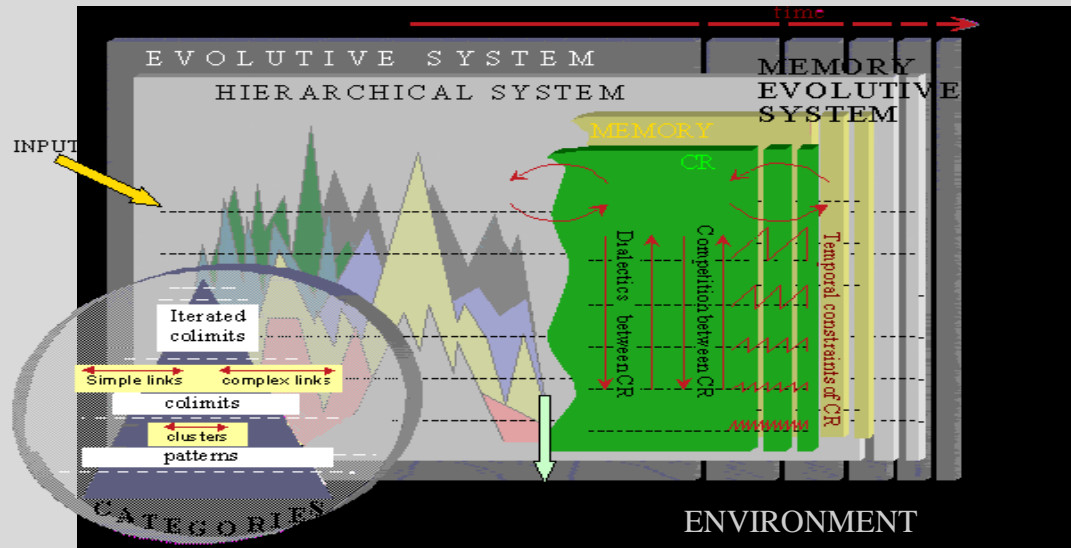 time
EVOLUTIVE SYSTEM
MEMORY
EVOLUTIVE
SYSTEM
HIERARCHICAL SYSTEM
INPUT
MEMORY
CR
Dialectics between CR
Competition between CR
Temporal constraints of CR
Iterated
colimits
Simple links
complex links
colimits
clusters
patterns
CATEGORIES
ENVIRONMENT